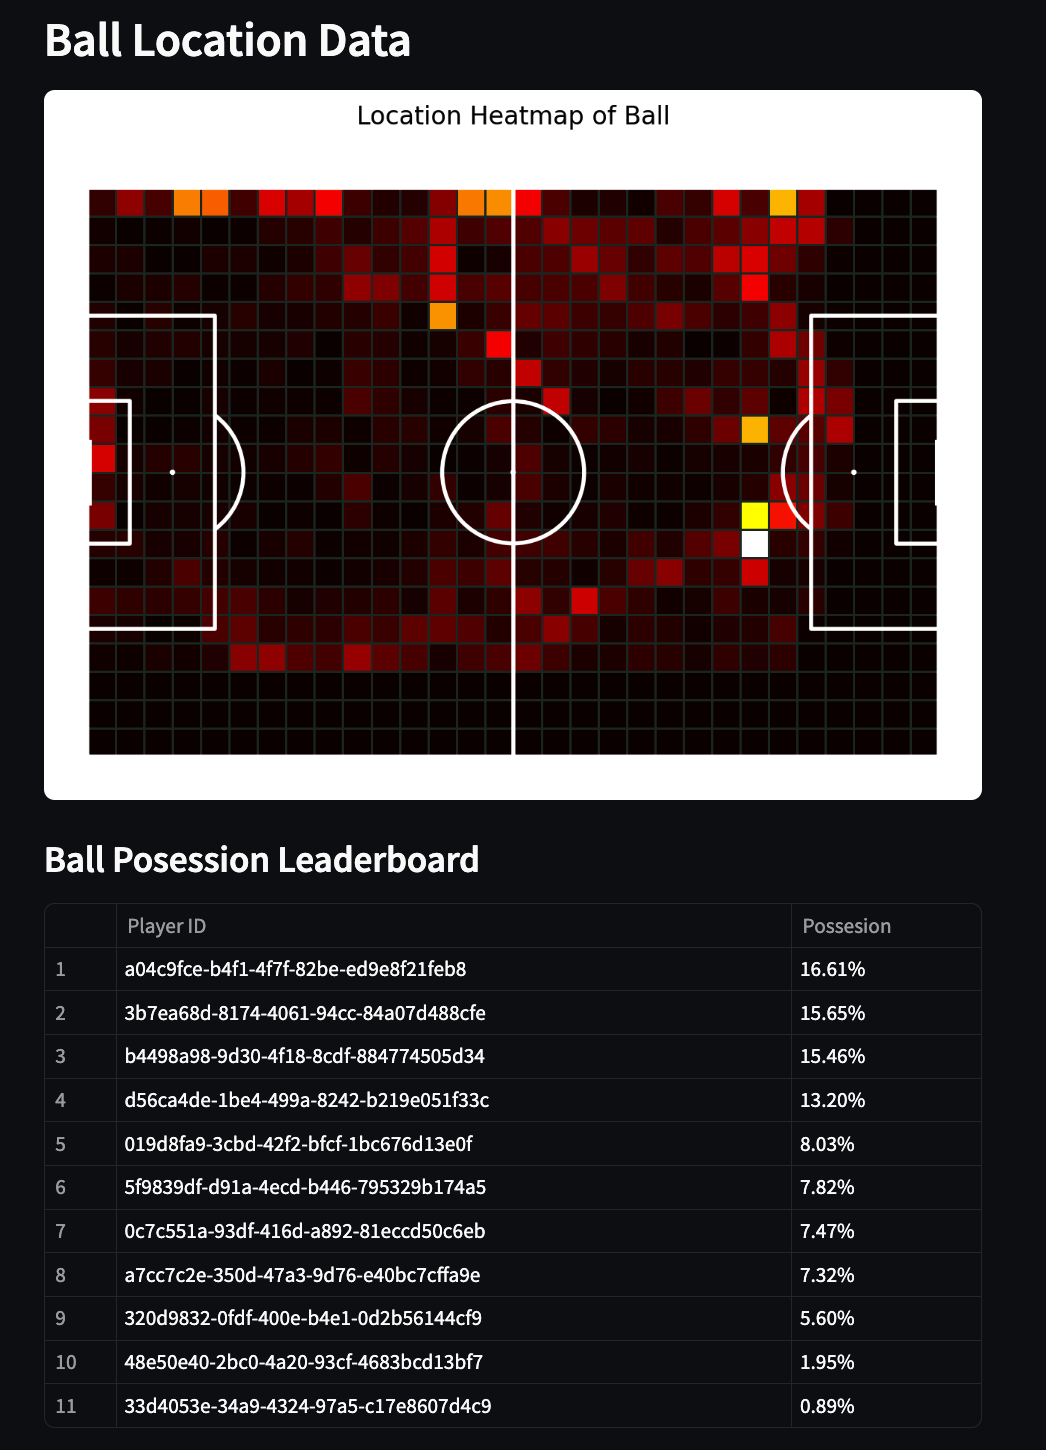 Ball Location Data
Location Heatmap of Ball
Ball Posession Leaderboard
Player ID Possesion
1 a04c9fce-b4f1-4f7f-82be-ed9e8f21feb8 16.61%
2 3b7ea68d-8174-4061-94cc-84a07d488cfe 15.65%
3 b4498a98-9d30-4f18-8cdf-884774505d34 15.46%
4 d56ca4de-1be4-499a-8242-b219e051f33c 13.20%
5 019d8fa9-3cbd-42f2-bfcf-1bc676d13e0f 8.03%
6 5f9839df-d91a-4ecd-b446-795329b174a5 7.82%
7 0c7c551a-93df-416d-a892-81eccd50c6eb 7.47%
8 a7cc7c2e-350d-47a3-9d76-e40bc7cffa9e 7.32%
9 320d9832-0fdf-400e-b4e1-0d2b56144cf9 5.60%
10 48e50e40-2bc0-4a20-93cf-4683bcd13bf7 1.95%
11 33d4053e-34a9-4324-97a5-c17e8607d4c9 0.89%